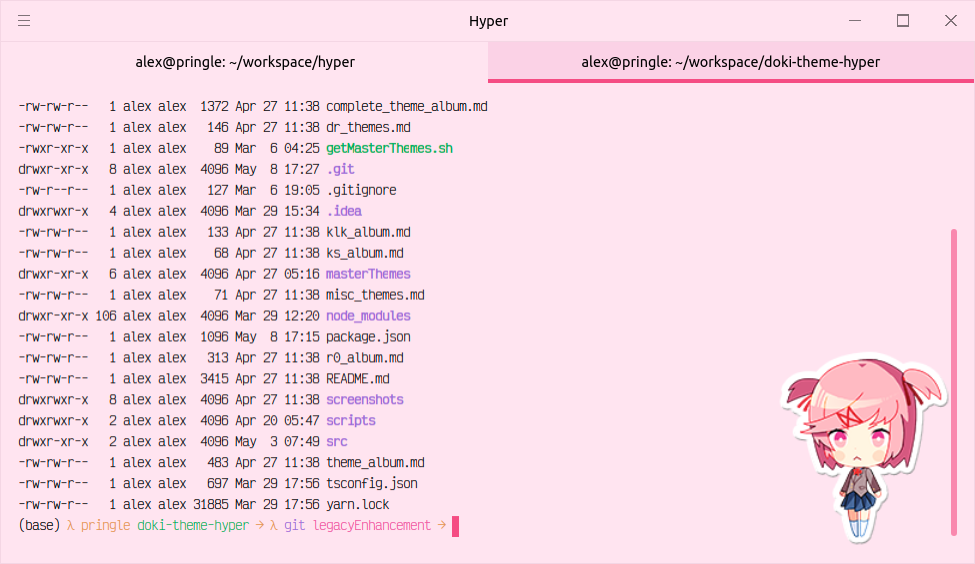 Hyper
alex@pringle: ~/workspace/hyper
alex@pringle: ~/workspace/doki-theme-hyper
-rw-rw-r-- 1 alex alex 1372 Apr 27 11:38 complete_theme_album.md
-rw-rw-r-- 1 alex alex 146 Apr 27 11:38 dr_themes.md
-rwxr-xr-x 1 alex alex 89 Mar 6 04:25 getMasterThemes.sh
drwxr-xr-x 8 alex alex 4096 May 8 17:27 .git
-rw-r--r-- 1 alex alex 127 Mar 6 19:05 .gitignore
drwxrwxr-x 4 alex alex 4096 Mar 29 15:34 .idea
-rw-rw-r-- 1 alex alex 133 Apr 27 11:38 klk_album.md
-rw-rw-r-- 1 alex alex 68 Apr 27 11:38 ks_album.md
drwxr-xr-x 6 alex alex 4096 Apr 27 05:16 masterThemes
-rw-rw-r-- 1 alex alex 71 Apr 27 11:38 misc_themes.md
drwxr-xr-x 106 alex alex 4096 Mar 29 12:20 node_modules
-rw-rw-r-- 1 alex alex 1096 May 8 17:15 package.json
-rw-rw-r-- 1 alex alex 313 Apr 27 11:38 r0_album.md
-rw-rw-r-- 1 alex alex 3415 Apr 27 11:38 README.md
drwxrwxr-x 8 alex alex 4096 Apr 27 11:38 screenshots
drwxrwxr-x 2 alex alex 4096 Apr 20 05:47 scripts
drwxrwxr-x 2 alex alex 4096 May 3 07:49 src
-rw-rw-r-- 1 alex alex 483 Apr 27 11:38 theme_album.md
-rw-rw-r-- 1 alex alex 697 Mar 29 17:56 tsconfig.json
-rw-rw-r-- 1 alex alex 31885 Mar 29 17:56 yarn.lock
(base) λ pringle doki-theme-hyper → λ git legacyEnhancement →